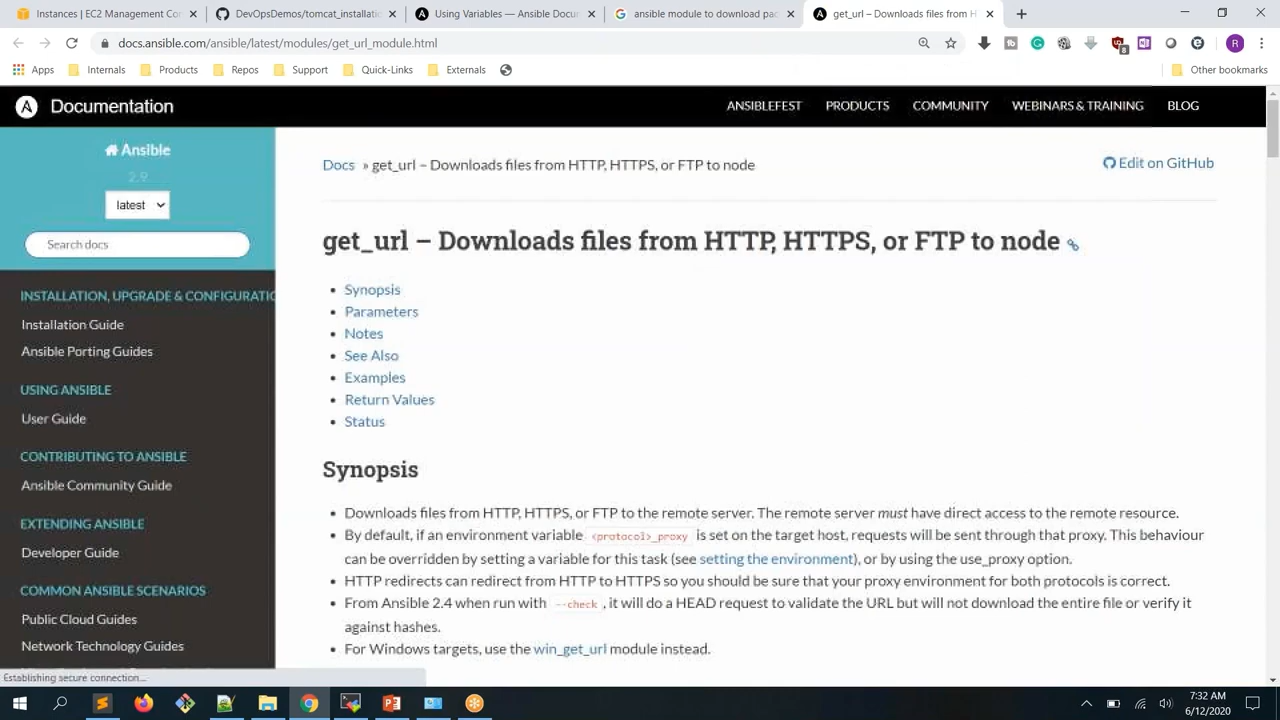 Instances | EC2 Management Co
DevOpsDemos/tomcat_installatio
Using Variables — Ansible Docu
ansible module to download pac
get_url – Downloads files from H
docs.ansible.com/ansible/latest/modules/get_url_module.html
8
R
Apps
Internals
Products
Repos
Support
Quick-Links
Externals
Other bookmarks
A Documentation
ANSIBLEFEST
PRODUCTS
COMMUNITY
WEBINARS & TRAINING
BLOG
Ansible
2.9
latest
Search docs
INSTALLATION, UPGRADE & CONFIGURATIO
Installation Guide
Ansible Porting Guides
USING ANSIBLE
User Guide
CONTRIBUTING TO ANSIBLE
Ansible Community Guide
EXTENDING ANSIBLE
Developer Guide
COMMON ANSIBLE SCENARIOS
Public Cloud Guides
Network Technology Guides
Docs » get_url – Downloads files from HTTP, HTTPS, or FTP to node
Edit on GitHub
get_url – Downloads files from HTTP, HTTPS, or FTP to node
• Synopsis
• Parameters
• Notes
• See Also
• Examples
• Return Values
• Status
Synopsis
• Downloads files from HTTP, HTTPS, or FTP to the remote server. The remote server must have direct access to the remote resource.
• By default, if an environment variable <protocol>_proxy is set on the target host, requests will be sent through that proxy. This behaviour
can be overridden by setting a variable for this task (see setting the environment), or by using the use_proxy option.
• HTTP redirects can redirect from HTTP to HTTPS so you should be sure that your proxy environment for both protocols is correct.
• From Ansible 2.4 when run with --check , it will do a HEAD request to validate the URL but will not download the entire file or verify it
against hashes.
• For Windows targets, use the win_get_url module instead.
Establishing secure connection...
7:32 AM
6/12/2020